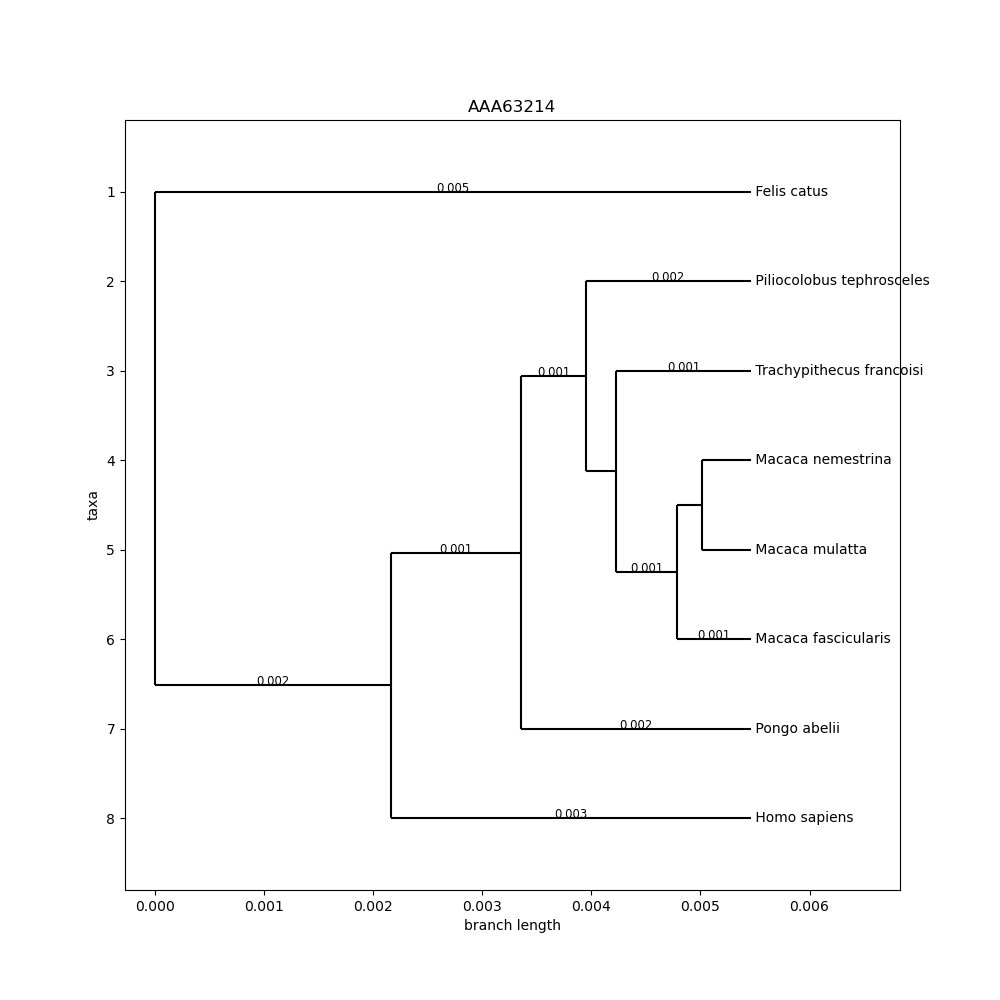 AAA63214
1
0.005
Felis catus
2
0.002
Piliocolobus tephrosceles
3
0.001
0.001
Trachypithecus francoisi
4
Macaca nemestrina
taxa
5
0.001
Macaca mulatta
0.001
6
0.001
Macaca fascicularis
0.002
7
0.002
Pongo abelii
8
0.003
Homo sapiens
0.000 0.001 0.002 0.003 0.004 0.005 0.006
branch length